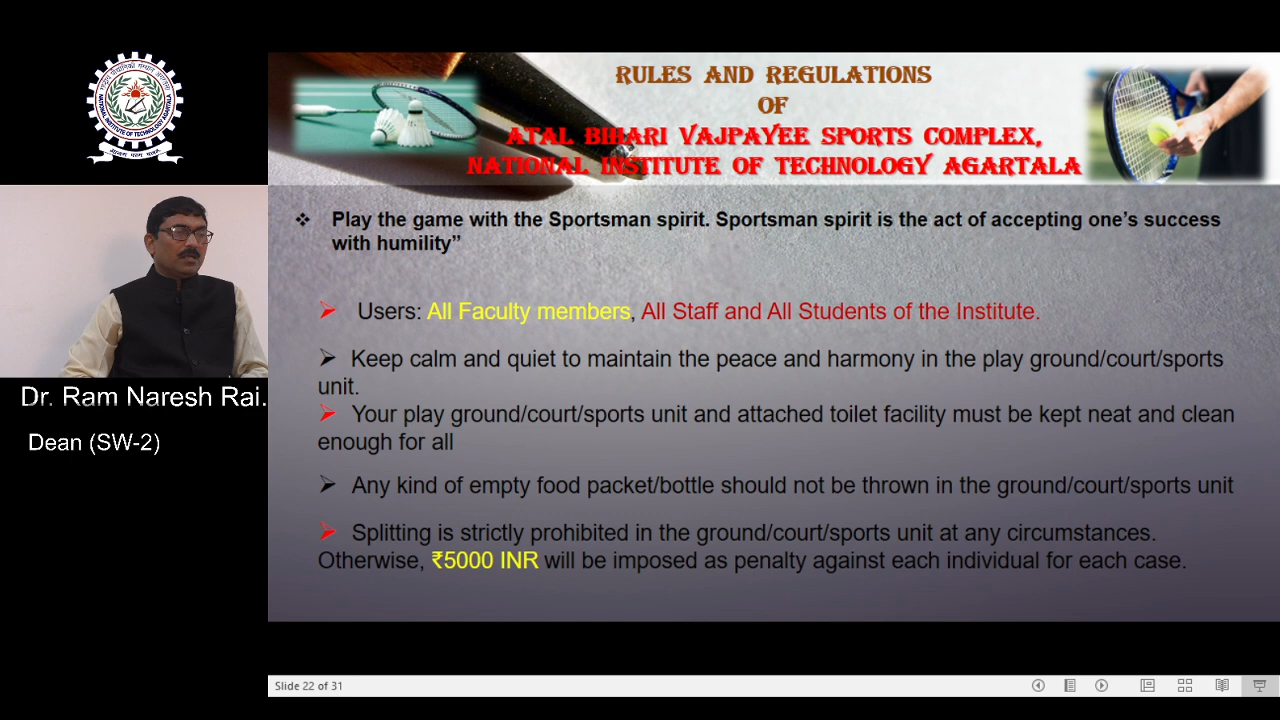 RULES AND REGULATIONS
OF
ATAL BIHARI VAJPAYEE SPORTS COMPLEX,
NATIONAL INSTITUTE OF TECHNOLOGY AGARTALA
NATIONAL INSTITUTE OF TECHNOLOGY AGARTALA
❖ Play the game with the Sportsman spirit. Sportsman spirit is the act of accepting one’s success
with humility”
➢ Users: All Faculty members, All Staff and All Students of the Institute.
➢ Keep calm and quiet to maintain the peace and harmony in the play ground/court/sports
unit.
➢ Your play ground/court/sports unit and attached toilet facility must be kept neat and clean
enough for all
➢ Any kind of empty food packet/bottle should not be thrown in the ground/court/sports unit
➢ Splitting is strictly prohibited in the ground/court/sports unit at any circumstances.
Otherwise, ₹5000 INR will be imposed as penalty against each individual for each case.
Dr. Ram Naresh Rai.
Dean (SW-2)
Slide 22 of 31